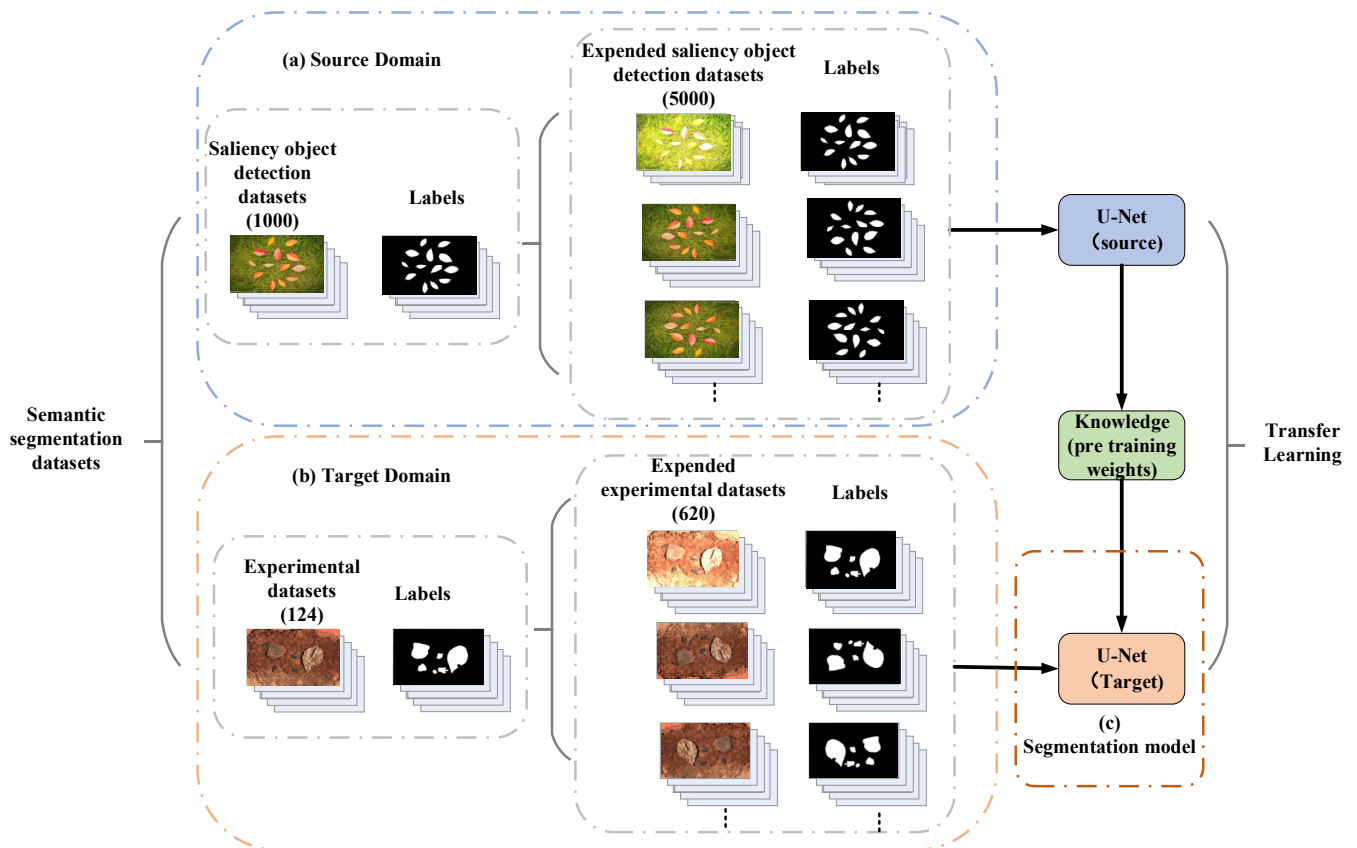 (a) Source Domain
Saliency object
detection
datasets
(1000)
Labels
Expended saliency object
detection datasets
(5000)
Labels
U-Net
（source)
Semantic
segmentation
datasets
Knowledge
(pre training
weights)
Transfer
Learning
(b) Target Domain
Experimental
datasets
(124)
Labels
Expended
experimental datasets
(620)
Labels
U-Net
（Target)
(c)
Segmentation model